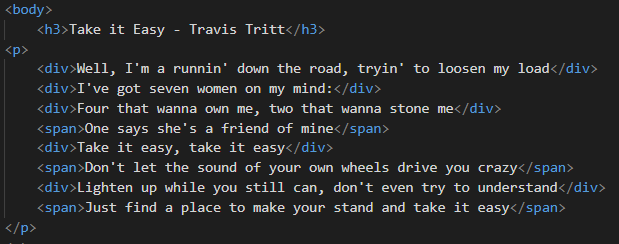 <body>
<h3>Take it Easy - Travis Tritt</h3>
<p>
<div>Well, I'm a runnin' down the road, tryin' to loosen my load</div>
<div>I've got seven women on my mind:</div>
<div>Four that wanna own me, two that wanna stone me</div>
<span>One says she's a friend of mine</span>
<div>Take it easy, take it easy</div>
<span>Don't let the sound of your own wheels drive you crazy</span>
<div>Lighten up while you still can, don't even try to understand</div>
<span>Just find a place to make your stand and take it easy</span>
</p>